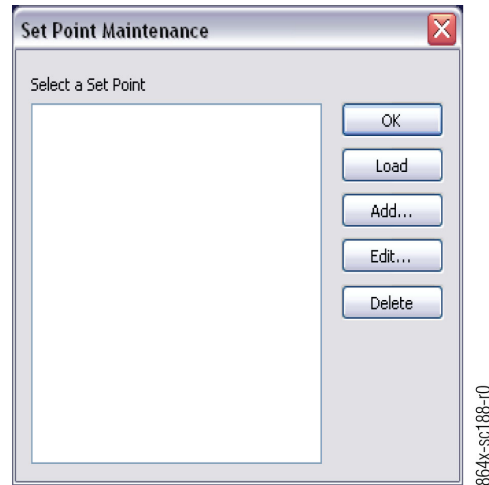 Set Point Maintenance
Select a Set Point
OK
Load
Add...
Edit...
Delete
864x-sc188-r0